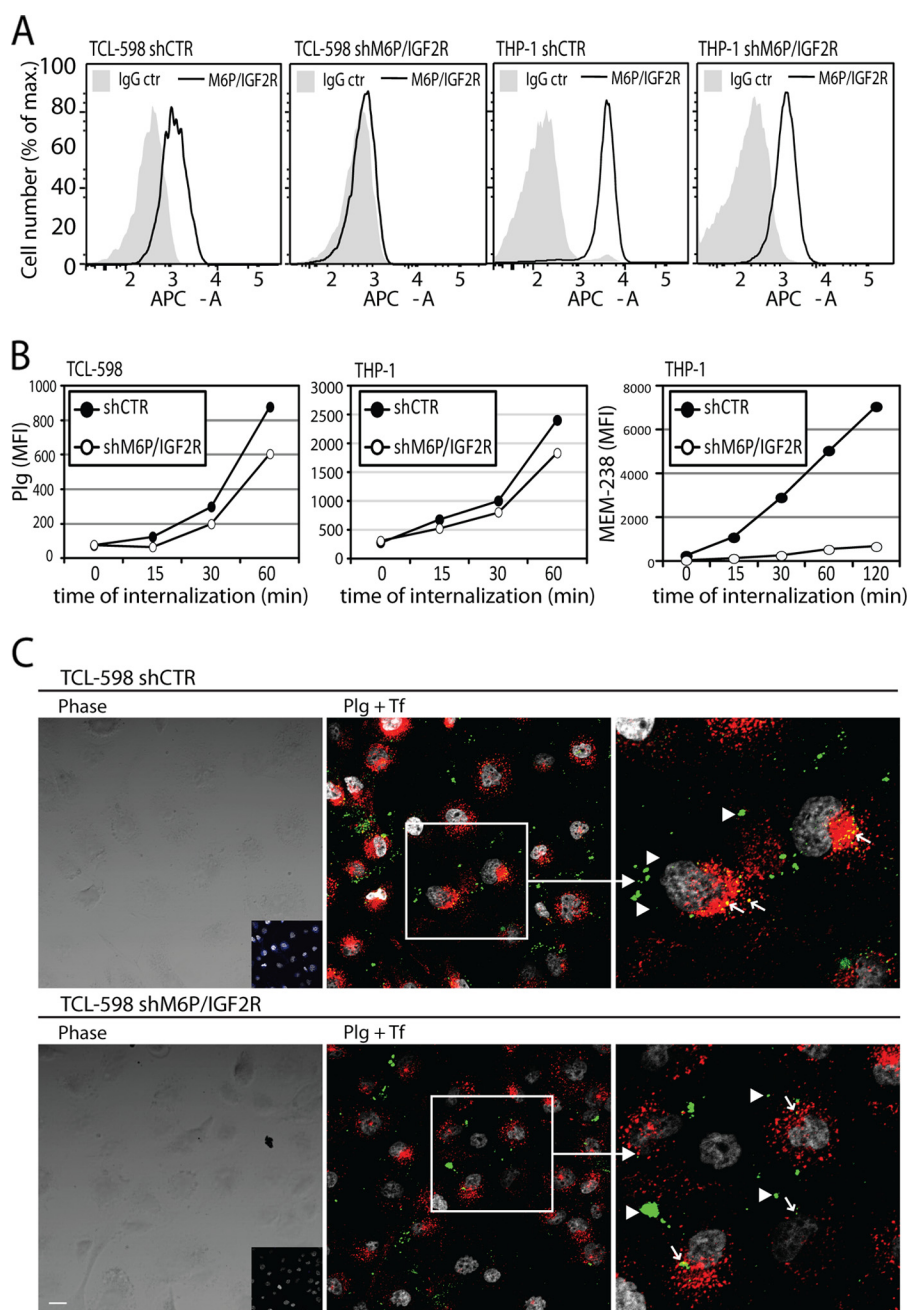 A
TCL-598 shCTR
TCL-598 shM6P/IGF2R
THP-1 shCTR
THP-1 shM6P/IGF2R
Cell number (% of max.)
100
80
60
40
20
0
IgG ctr
M6P/IGF2R
IgG ctr
M6P/IGF2R
IgG ctr
M6P/IGF2R
IgG ctr
M6P/IGF2R
2 3 4 5
2 3 4 5
2 3 4 5
2 3 4 5
APC -A
APC -A
APC -A
APC -A
B
TCL-598
Plg (MFI)
1000
800
600
400
200
0
shCTR
shM6P/IGF2R
0 15 30 60
time of internalization (min)
THP-1
3000
2500
2000
1500
1000
500
0
shCTR
shM6P/IGF2R
0 15 30 60
time of internalization (min)
THP-1
MEM-238 (MFI)
8000
6000
4000
2000
0
shCTR
shM6P/IGF2R
0 15 30 60 120
time of internalization (min)
C
TCL-598 shCTR
Phase
Plg + Tf
TCL-598 shM6P/IGF2R
Phase
Plg + Tf